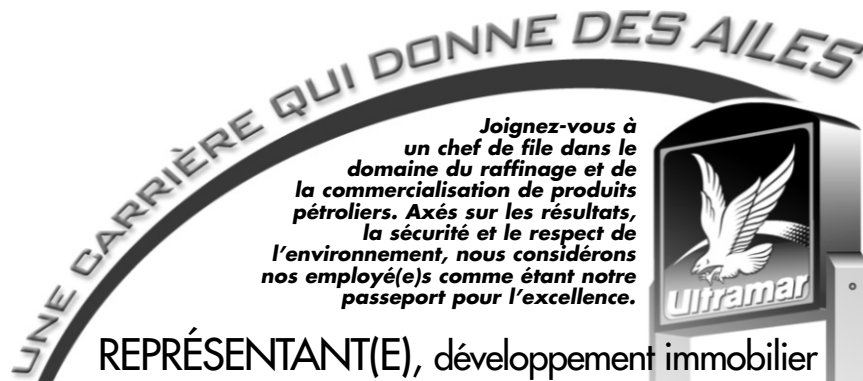 UNE CARRIÈRE QUI DONNE DES AILES
Joignez-vous à
un chef de file dans le
domaine du raffinage et de
la commercialisation de produits
pétroliers. Axés sur les résultats,
la sécurité et le respect de
l'environnement, nous considérons
nos employé(e)s comme étant notre
passeport pour l'excellence.
Ultramar
REPRÉSENTANT(E), développement immobilier